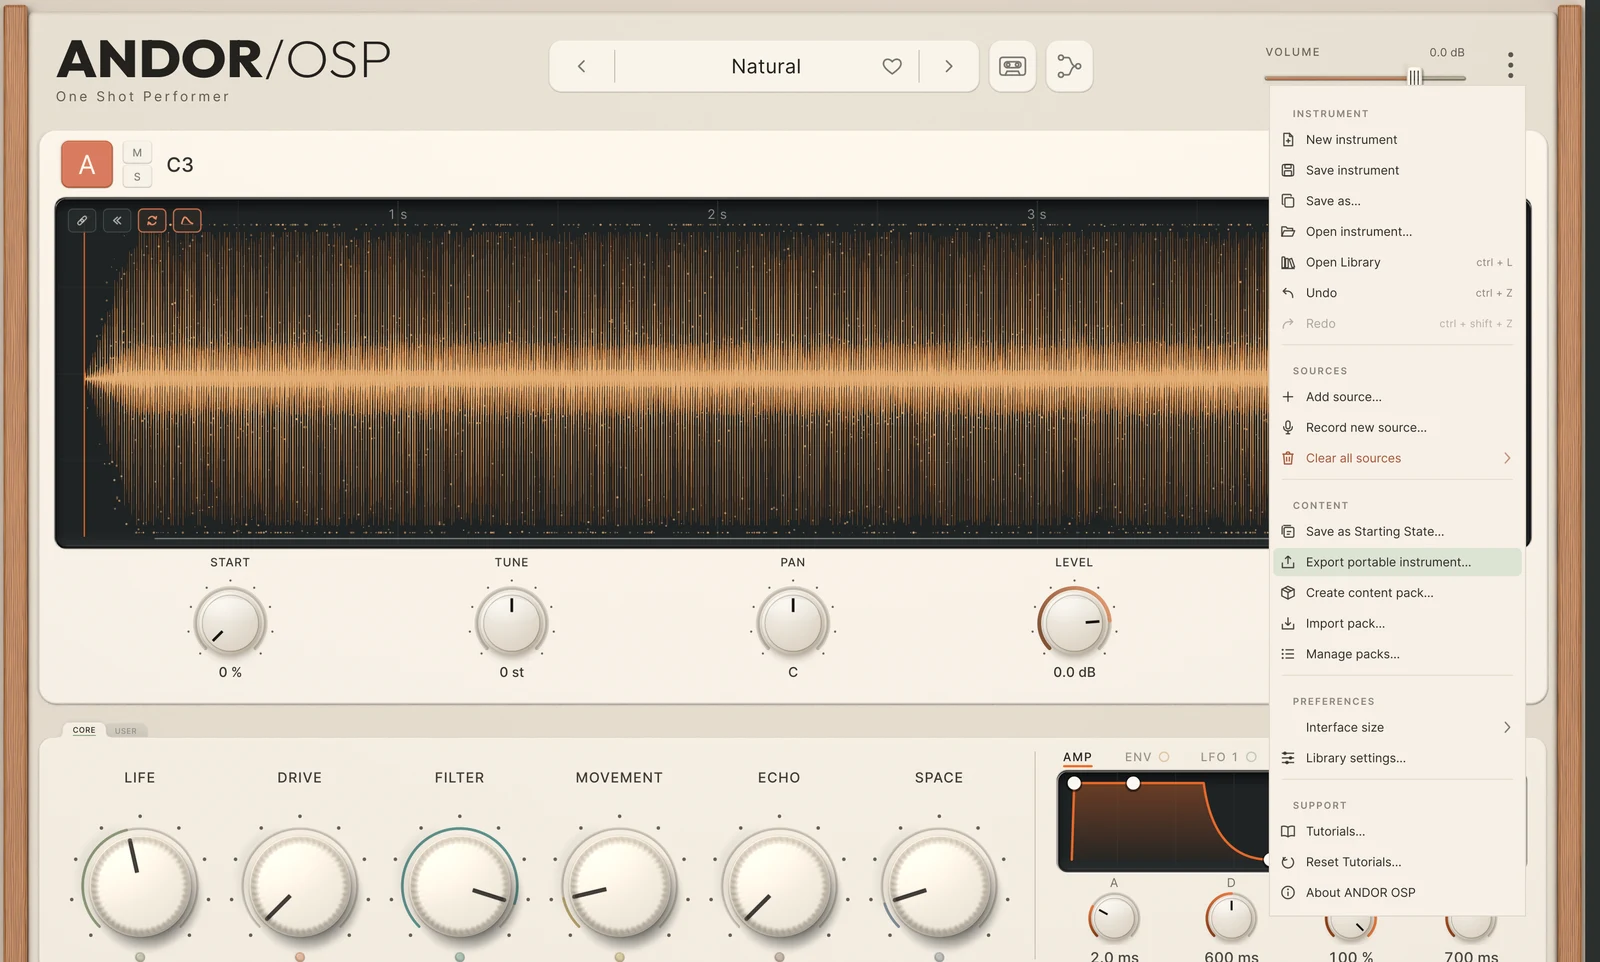 ANDOR/OSP
One Shot Performer
Natural
VOLUME 0.0 dB
A
M
S
C3
1 s
2 s
3 s
START
TUNE
PAN
LEVEL
0 %
0 st
C
0.0 dB
CORE
USER
LIFE
DRIVE
FILTER
MOVEMENT
ECHO
SPACE
AMP
ENV
LFO 1
A
D
2.0 ms
600 ms
100 %
700 ms
INSTRUMENT
New instrument
Save instrument
Save as...
Open instrument...
Open Library ctrl + L
Undo ctrl + Z
Redo ctrl + shift + Z
SOURCES
Add source...
Record new source...
Clear all sources
CONTENT
Save as Starting State...
Export portable instrument...
Create content pack...
Import pack...
Manage packs...
PREFERENCES
Interface size
Library settings...
SUPPORT
Tutorials...
Reset Tutorials...
About ANDOR OSP